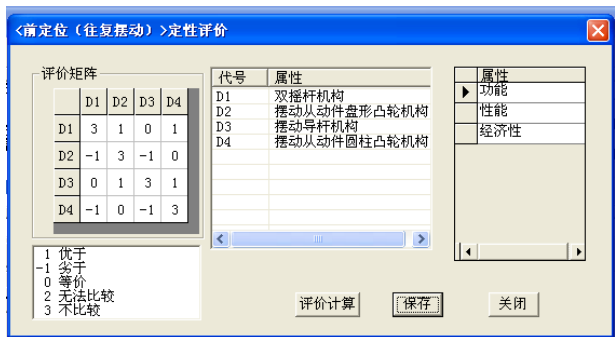 <前定位（往复摆动）>定性评价
评价矩阵
D1 D2 D3 D4
D1 3 1 0 1
D2 -1 3 -1 0
D3 0 1 3 1
D4 -1 0 -1 3
1 优于
-1 劣于
0 等价
2 无法比较
3 不比较
代号 属性
D1 双摇杆机构
D2 摆动从动件盘形凸轮机构
D3 摆动导杆机构
D4 摆动从动件圆柱凸轮机构
属性
功能
性能
经济性
评价计算 保存 关闭